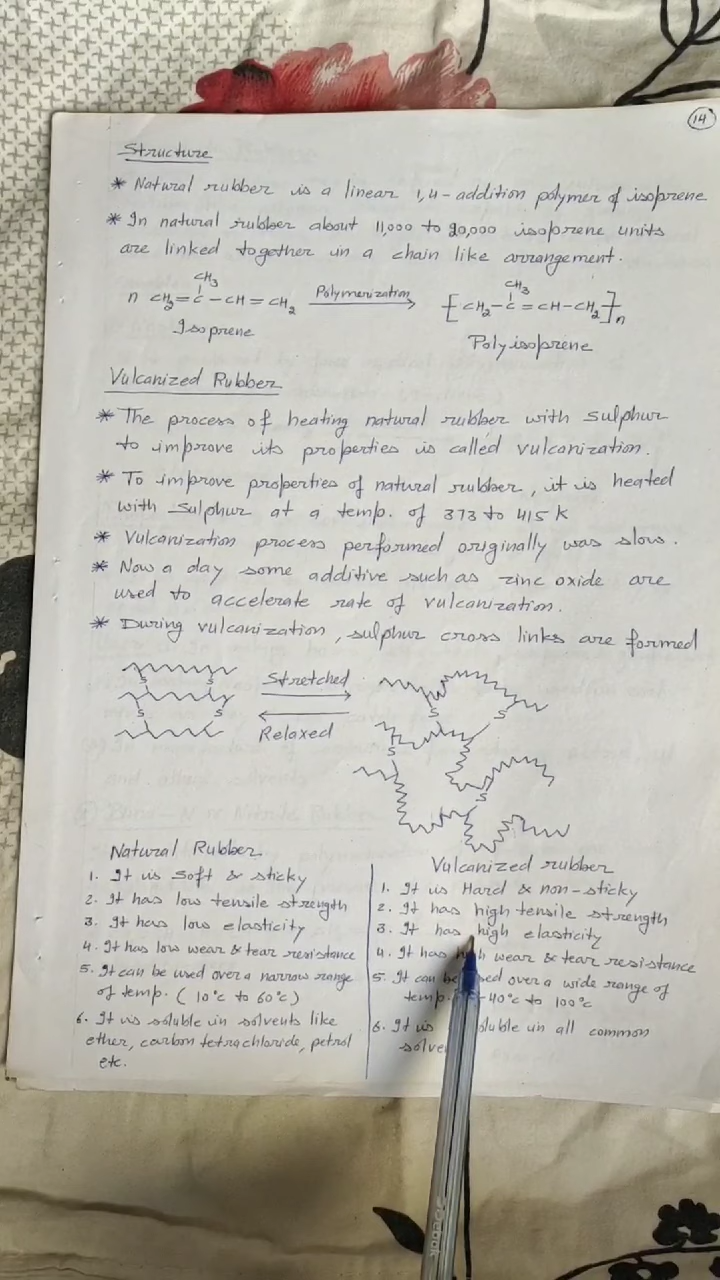 14
Structure
* Natural rubber is a linear 1,4-addition polymer of isoprene
* In natural rubber about 11,000 to 20,000 isoprene units
are linked together in a chain like arrangement.
CH3 CH3
n CH2=C-CH=CH2 Polymerization [CH2-C=CH-CH2]n
Isoprene Polyisoprene
Vulcanized Rubber
* The process of heating natural rubber with sulphur
to improve its properties is called vulcanization.
* To improve properties of natural rubber, it is heated
with sulphur at a temp. of 373 to 415 K
* Vulcanization process performed originally was slow.
* Now a day some additive such as zinc oxide are
used to accelerate rate of vulcanization.
* During vulcanization, sulphur cross links are formed
S S Stretched S S
S S Relaxed S S
Natural Rubber
1. It is soft & sticky
2. It has low tensile strength
3. It has low elasticity
4. It has low wear & tear resistance
5. It can be used over a narrow range
of temp. (10°c to 60°c)
6. It is soluble in solvents like
ether, carbon tetrachloride, petrol
etc.
Vulcanized rubber
1. It is Hard & non-sticky
2. It has high tensile strength
3. It has high elasticity
4. It has wear & tear resistance
5. It can over a wide range of
temp. 40°c to 100°c
6. It is in all common